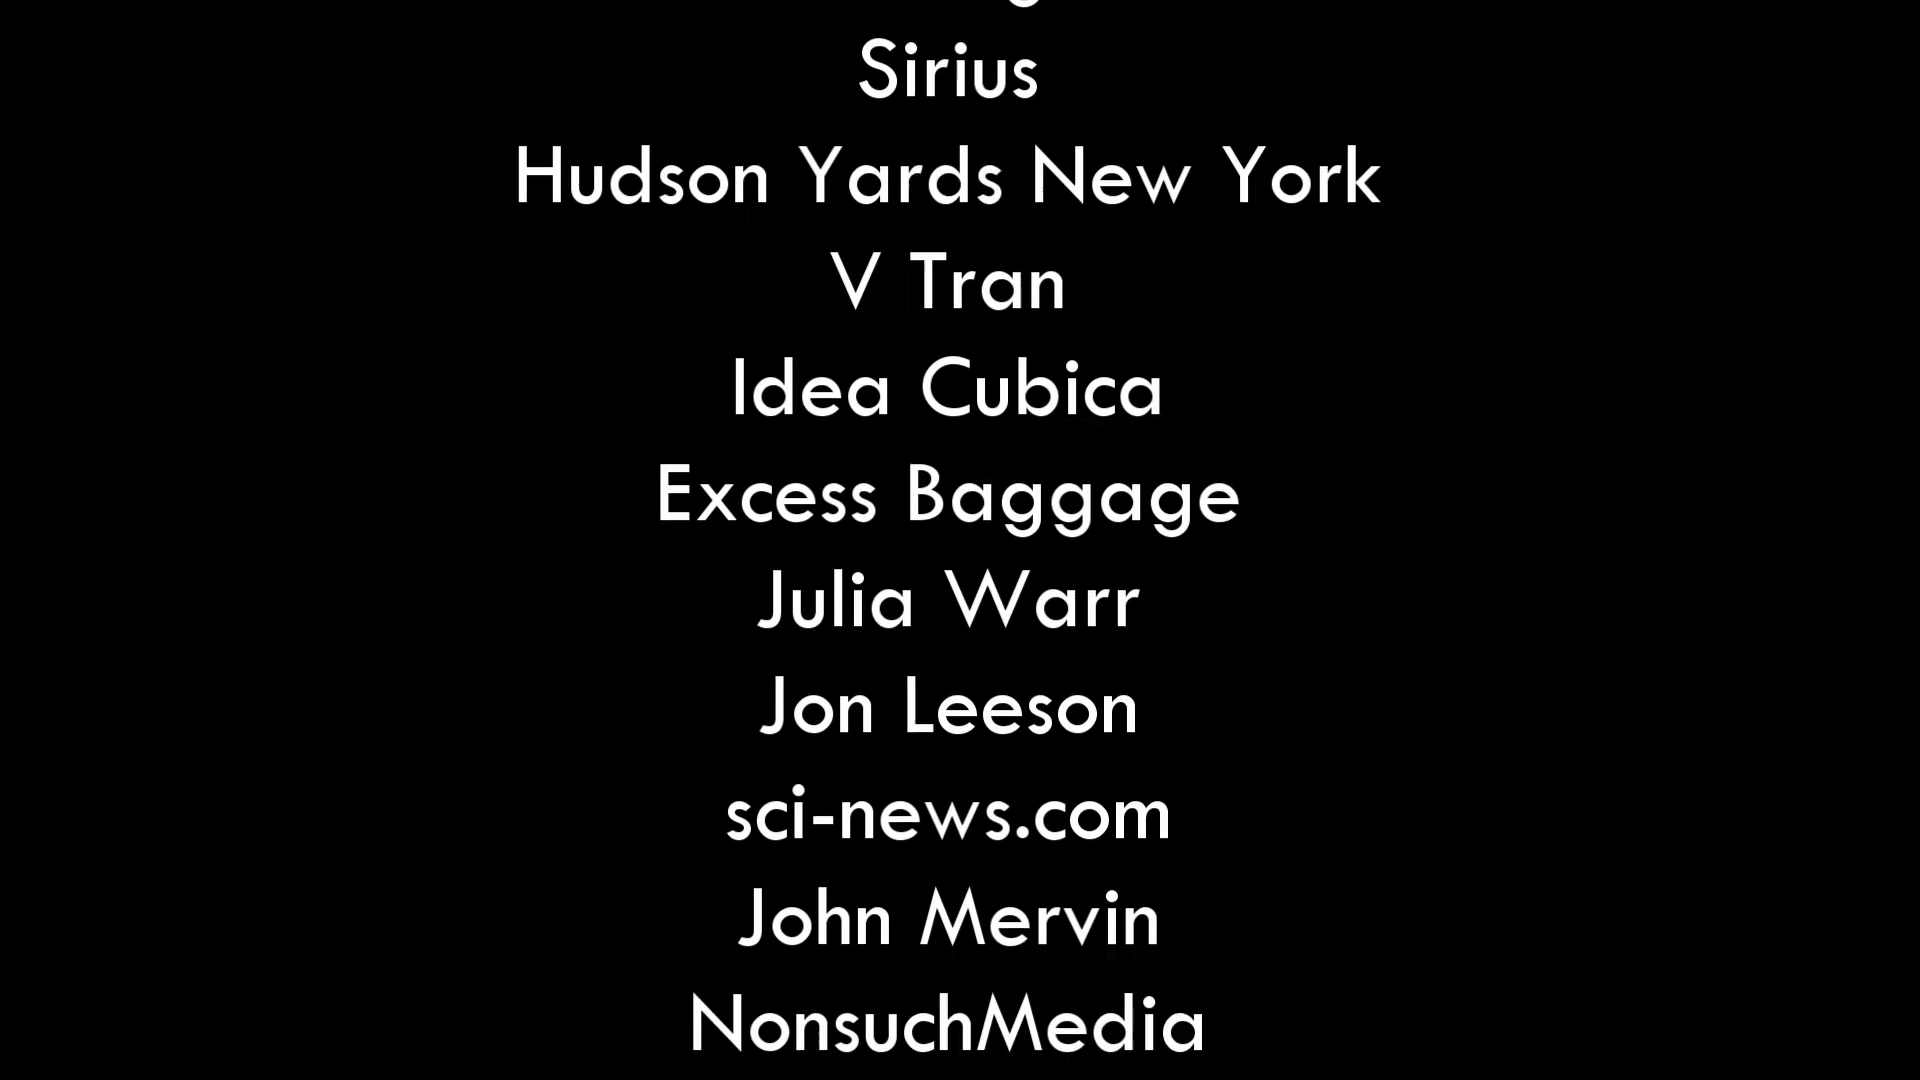 Sirius
Hudson Yards New York
V Tran
Idea Cubica
Excess Baggage
Julia Warr
Jon Leeson
sci-news.com
John Mervin
NonsuchMedia